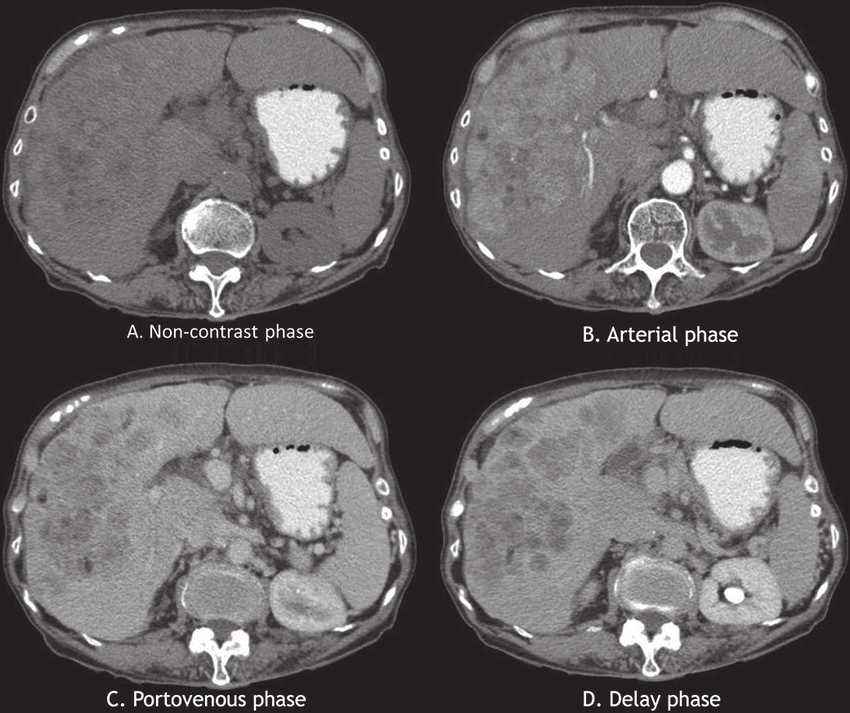 A. Non-contrast phase
B. Arterial phase
C. Portovenous phase
D. Delay phase